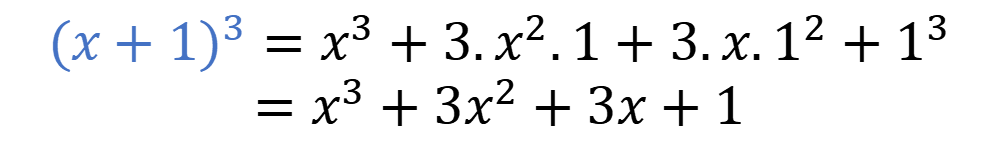 (x + 1)³ = x³ + 3. x². 1 + 3. x. 1² + 1³
= x³ + 3x² + 3x + 1